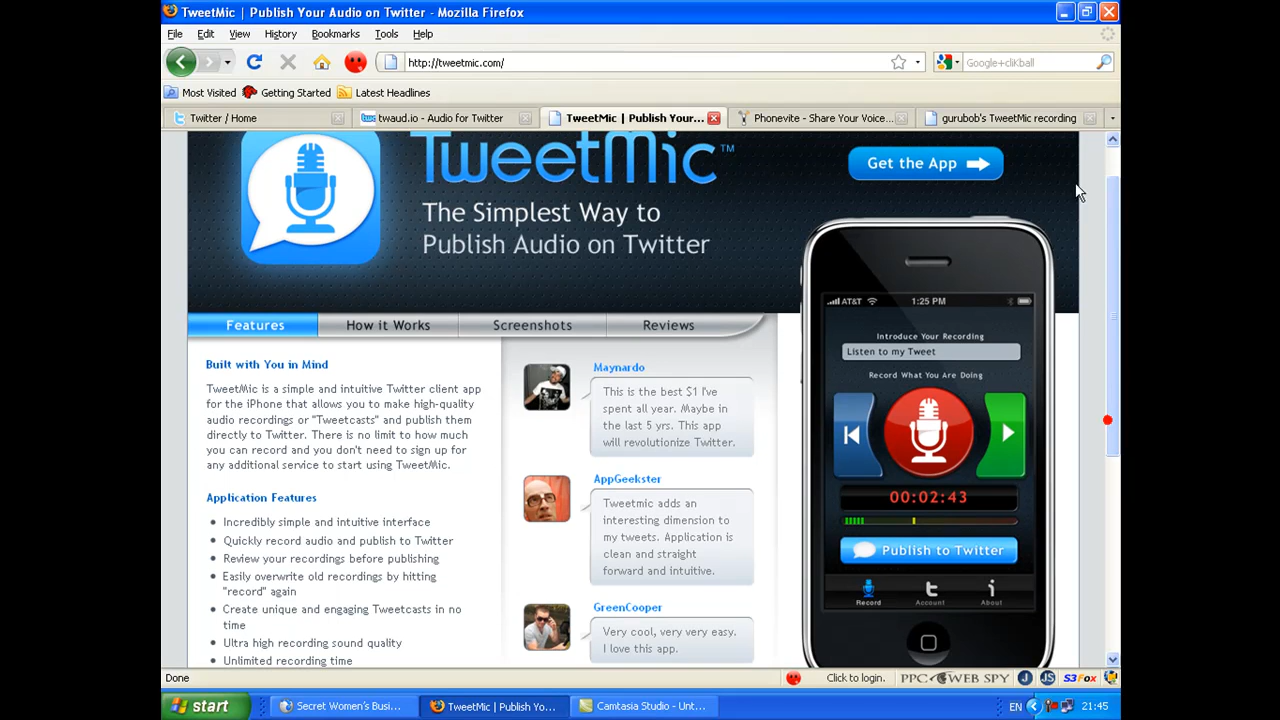 TweetMic | Publish Your Audio on Twitter - Mozilla Firefox
File Edit View History Bookmarks Tools Help
http://tweetmic.com/
Google+cliKball
Most Visited Getting Started Latest Headlines
Twitter / Home
twaud.io - Audio for Twitter
TweetMic | Publish Your...
Phonevite - Share Your Voice...
gurubob's TweetMic recording
TweetMic™
Get the App
The Simplest Way to
Publish Audio on Twitter
Features How it Works Screenshots Reviews
Built with You in Mind
TweetMic is a simple and intuitive Twitter client app
for the iPhone that allows you to make high-quality
audio recordings or "Tweetcasts" and publish them
directly to Twitter. There is no limit to how much
you can record and you don't need to sign up for
any additional service to start using TweetMic.
Application Features
Incredibly simple and intuitive interface
Quickly record audio and publish to Twitter
Review your recordings before publishing
Easily overwrite old recordings by hitting
"record" again
Create unique and engaging Tweetcasts in no
time
Ultra high recording sound quality
Unlimited recording time
Maynardo
This is the best $1 I've
spent all year. Maybe in
the last 5 yrs. This app
will revolutionize Twitter.
AppGeekster
Tweetmic adds an
interesting dimension to
my tweets. Application is
clean and straight
forward and intuitive.
GreenCooper
Very cool, very very easy.
I love this app.
AT&T 1:25 PM
Introduce Your Recording
Listen to my Tweet
Record What You Are Doing
00:02:43
Publish to Twitter
Record Account About
Done
Click to login. PPC WEB SPY J JS S3Fox
start
Secret Women's Busi...
TweetMic | Publish Yo...
Camtasia Studio - Unt...
EN 21:45